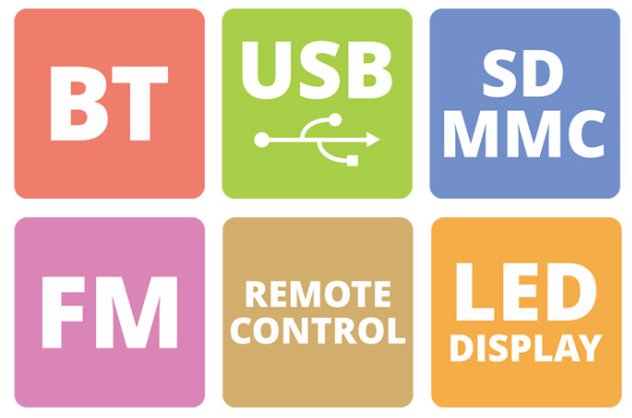 BT
USB
SD
MMC
FM
REMOTE
CONTROL
LED
DISPLAY